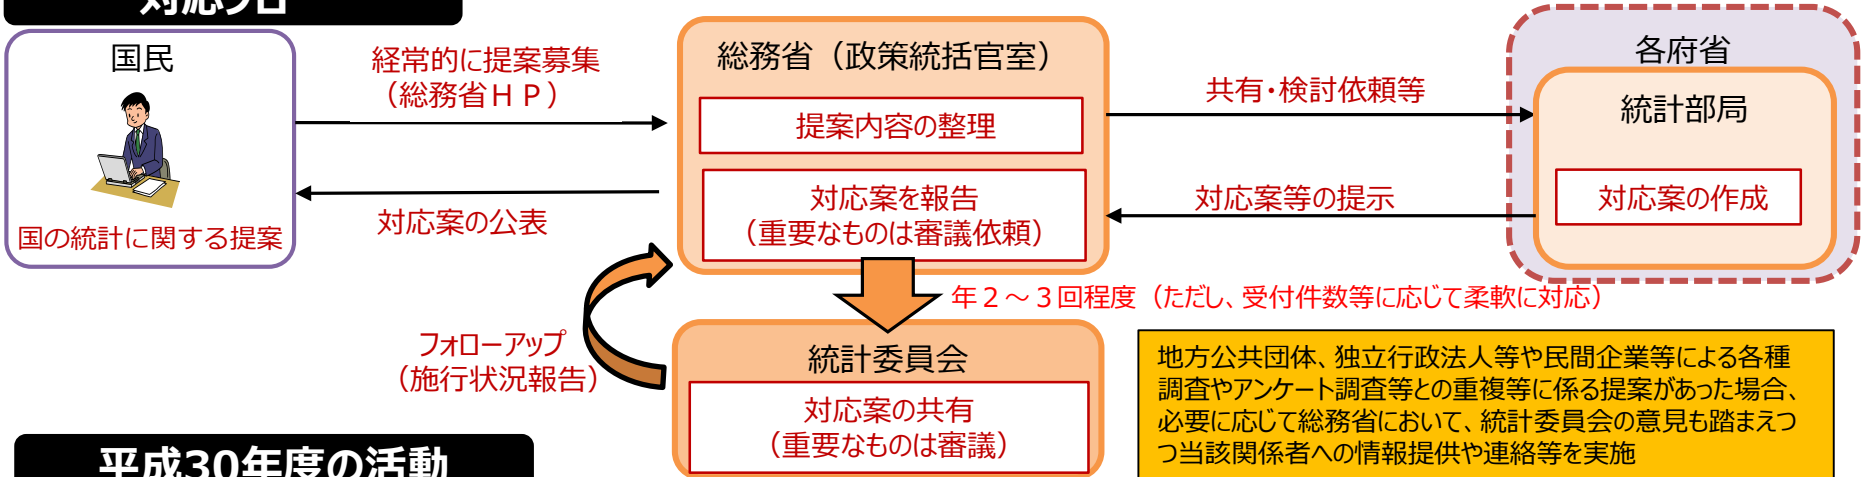 対応フロー
国民
国の統計に関する提案
経常的に提案募集
（総務省ＨＰ）
対応案の公表
総務省（政策統括官室）
提案内容の整理
対応案を報告
（重要なものは審議依頼）
共有・検討依頼等
対応案等の提示
各府省
統計部局
対応案の作成
年２～３回程度（ただし、受付件数等に応じて柔軟に対応）
フォローアップ
（施行状況報告）
統計委員会
対応案の共有
（重要なものは審議）
地方公共団体、独立行政法人等や民間企業等による各種
調査やアンケート調査等との重複等に係る提案があった場合、
必要に応じて総務省において、統計委員会の意見も踏まえつ
つ当該関係者への情報提供や連絡等を実施
平成30年度の活動